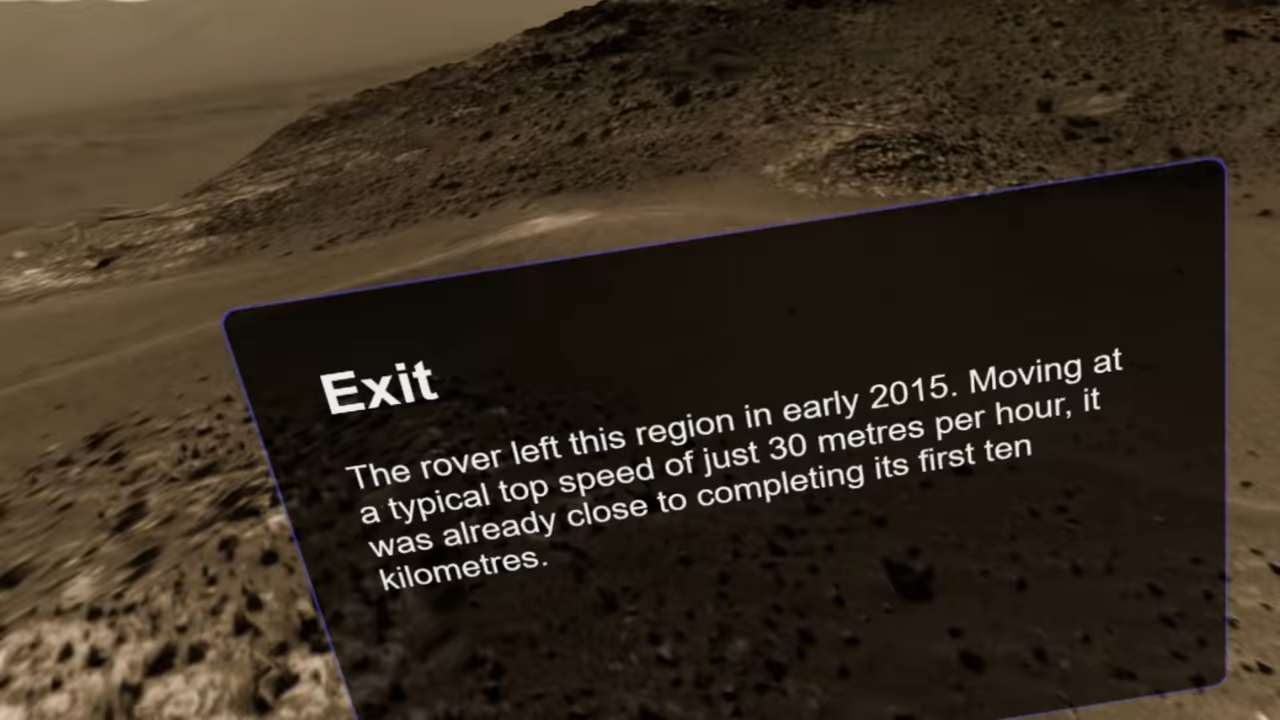 Exit
The rover left this region in early 2015. Moving at
a typical top speed of just 30 metres per hour, it
was already close to completing its first ten
kilometres.